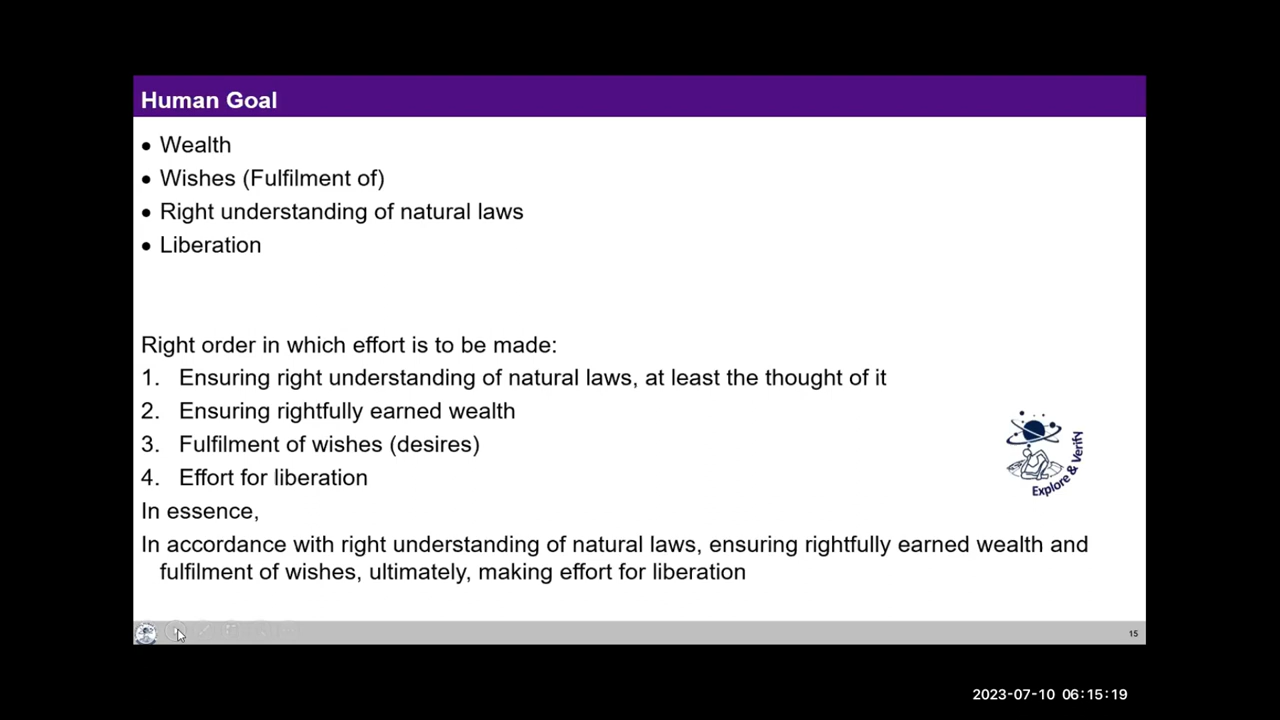 Human Goal
• Wealth
• Wishes (Fulfilment of)
• Right understanding of natural laws
• Liberation
Right order in which effort is to be made:
1. Ensuring right understanding of natural laws, at least the thought of it
2. Ensuring rightfully earned wealth
3. Fulfilment of wishes (desires)
4. Effort for liberation
Explore & Verify
In essence,
In accordance with right understanding of natural laws, ensuring rightfully earned wealth and
fulfilment of wishes, ultimately, making effort for liberation
15
2023-07-10 06:15:19